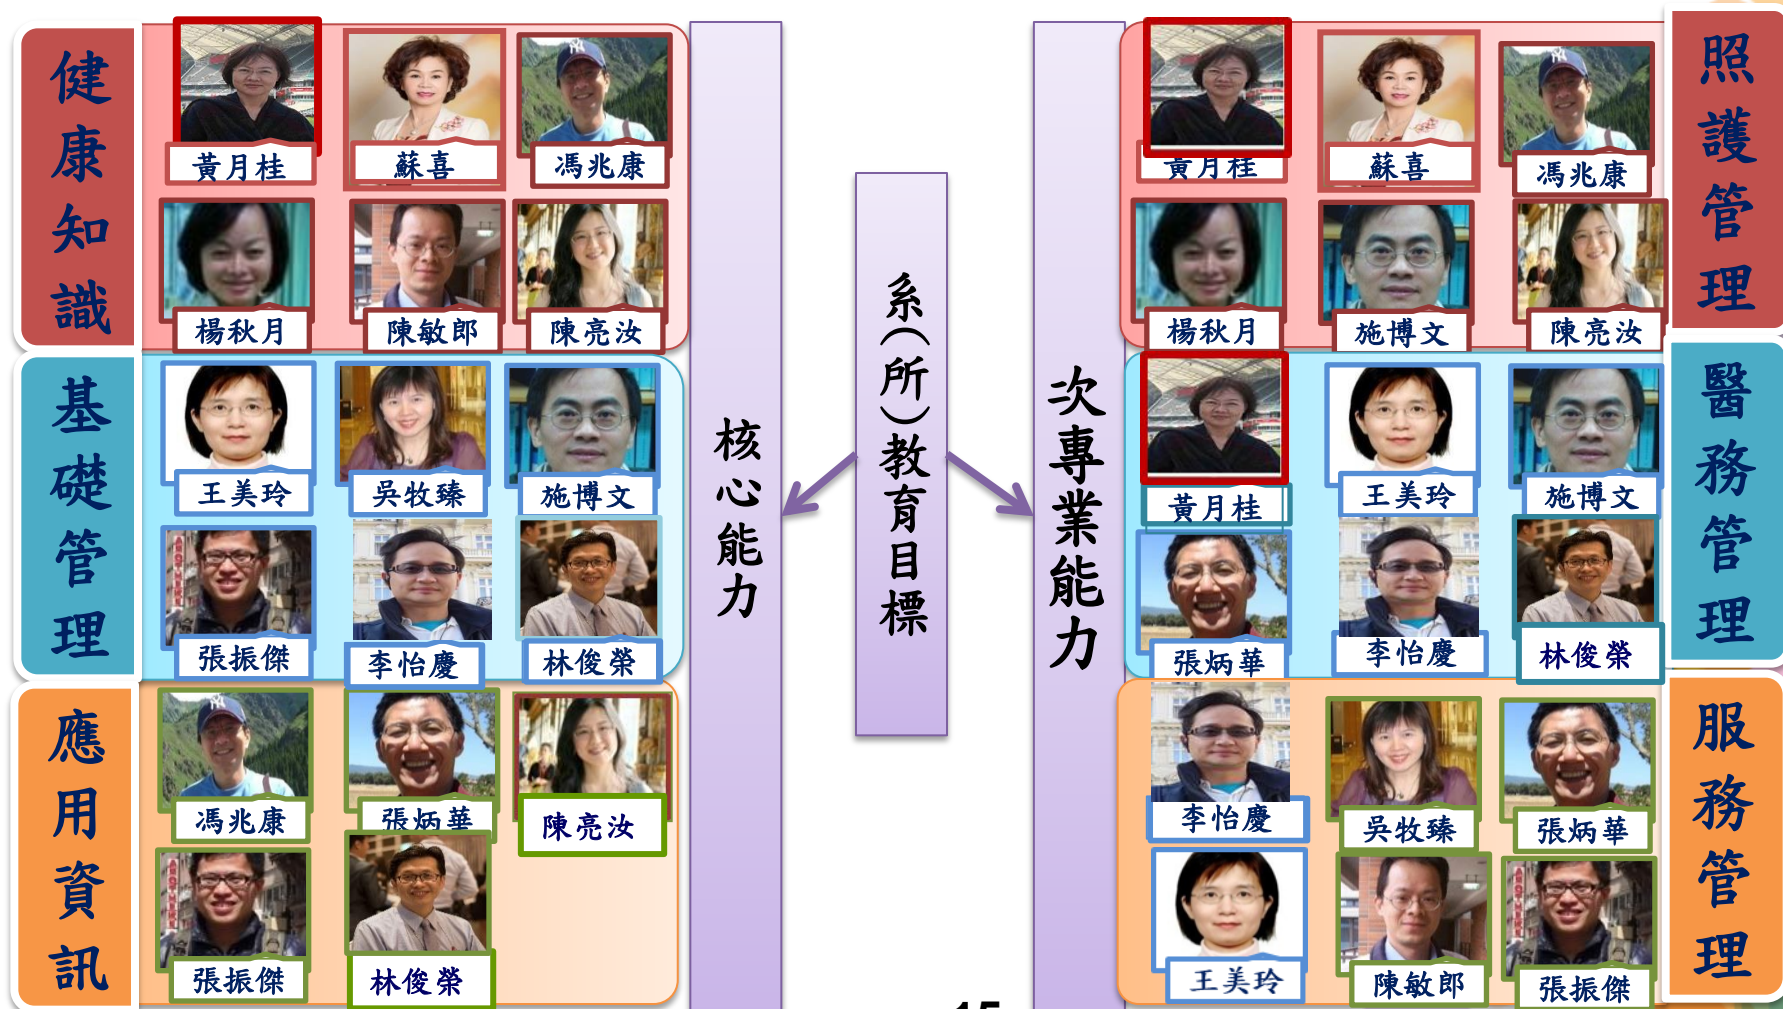 健康知識
黃月桂
蘇喜
馮兆康
楊秋月
陳敏郎
陳亮汝
基礎管理
王美玲
吳牧臻
施博文
張振傑
李怡慶
林俊榮
應用資訊
馮兆康
張炳華
陳亮汝
張振傑
林俊榮
核心能力
系(所)教育目標
次專業能力
照護管理
黃月桂
蘇喜
馮兆康
楊秋月
施博文
陳亮汝
醫務管理
黃月桂
王美玲
施博文
張炳華
李怡慶
林俊榮
服務管理
李怡慶
吳牧臻
張炳華
王美玲
陳敏郎
張振傑
15